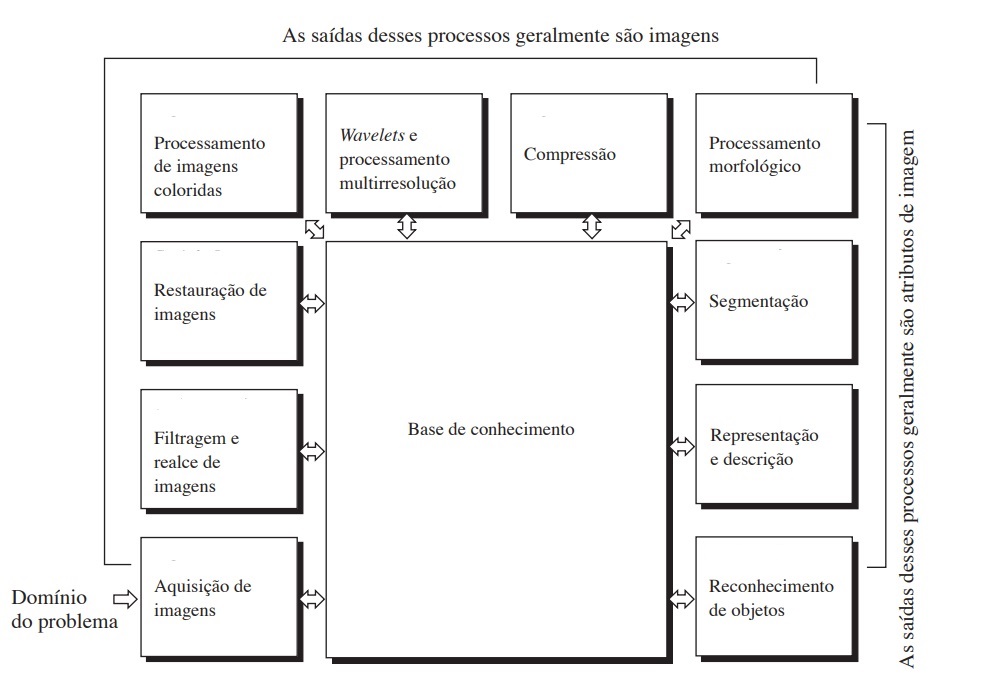 As saídas desses processos geralmente são imagens
Processamento
de imagens
coloridas
Wavelets e
processamento
multirresolução
Compressão
Processamento
morfológico
Restauração de
imagens
Segmentação
Filtragem e
realce de
imagens
Base de conhecimento
Representação
e descrição
Domínio
do problema
Aquisição de
imagens
Reconhecimento
de objetos
As saídas desses processos geralmente são atributos de imagem